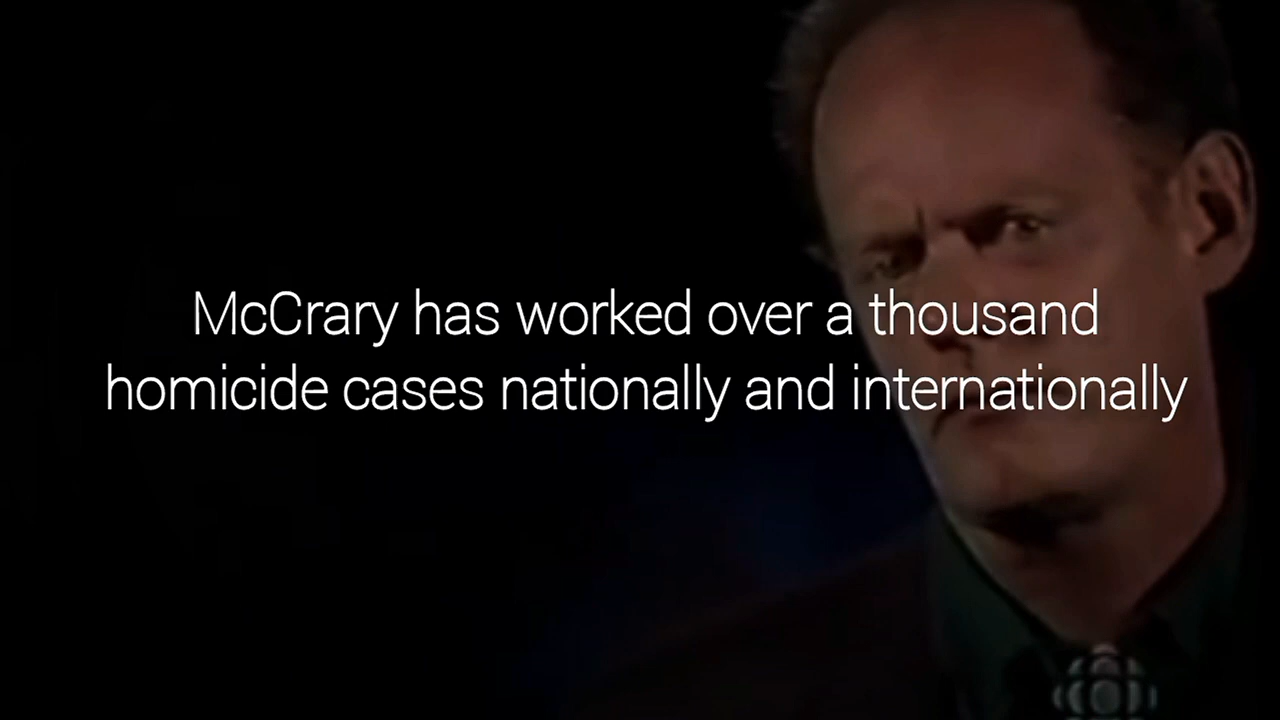 McCrary has worked over a thousand
homicide cases nationally and internationally